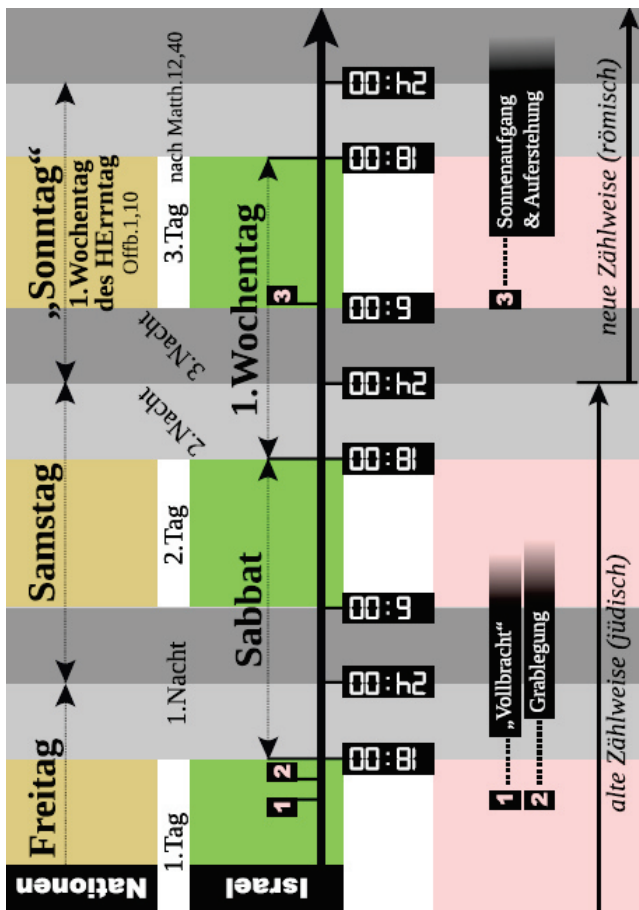 Nationen
Freitag
Samstag
„Sonntag“
1.Wochentag
des HErrntag
Offb.1,10
1.Tag
1.Nacht
2.Tag
2.Nacht
3.Nacht
3.Tag
nach Matth.12,40
Israel
Sabbat
1.Wochentag
1
2
3
18:00
24:00
6:00
18:00
24:00
6:00
18:00
24:00
1 „Vollbracht“
2 Grablegung
3 Sonnenaufgang
& Auferstehung
alte Zählweise (jüdisch)
neue Zählweise (römisch)